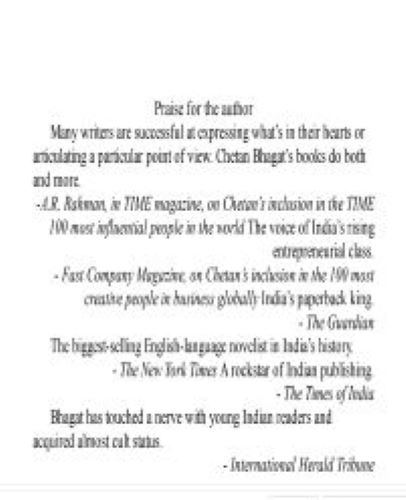 Praise for the author
Many writers are successful at expressing what's in their hearts or
articulating a particular point of view. Chetan Bhagat's books do both
and more.
-A.R. Rahman, in TIME magazine, on Chetan's inclusion in the TIME
100 most influential people in the world The voice of India's rising
entrepreneurial class.
- Fast Company Magazine, on Chetan's inclusion in the 100 most
creative people in business globally India's paperback king.
- The Guardian
The biggest-selling English-language novelist in India's history.
- The New York Times A rockstar of Indian publishing.
- The Times of India
Bhagat has touched a nerve with young Indian readers and
acquired almost cult status.
- International Herald Tribune